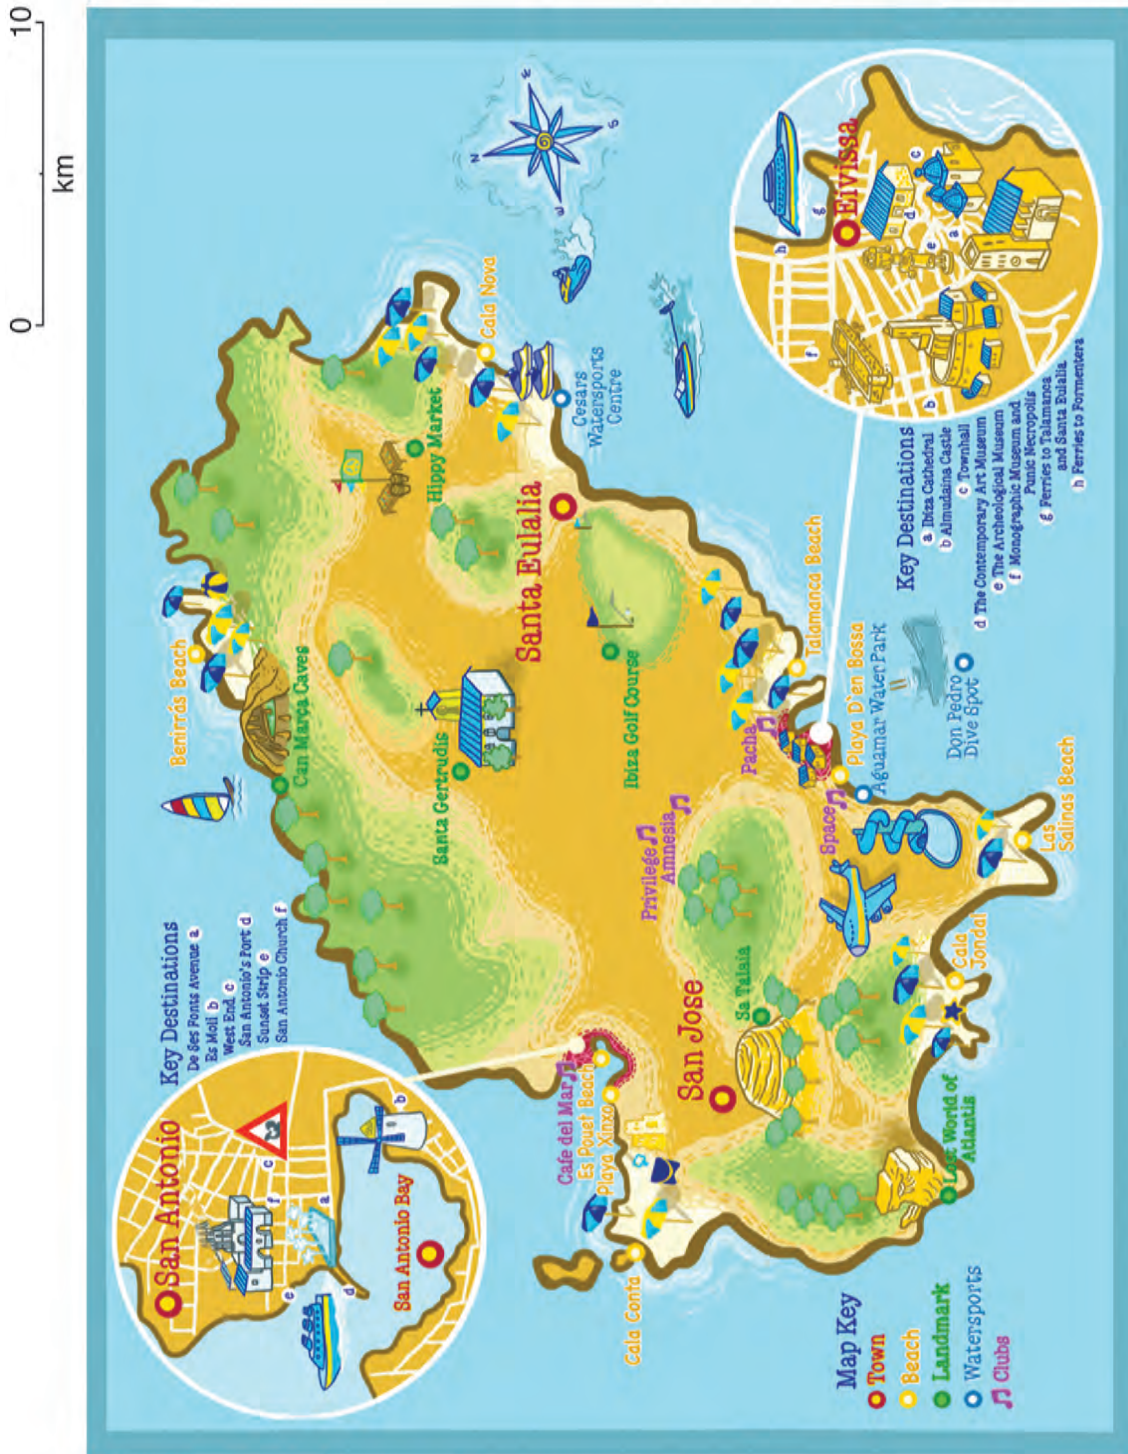 0
10
km
Key Destinations
De Ses Fonts Avenue a
Es Moli b
West End c
San Antonio's Port d
Sunset Strip e
San Antonio Church f
San Antonio
a
b
c
d
e
f
San Antonio Bay
Benirrás Beach
Can Marca Caves
Santa Gertrudis
Hippy Market
Cala Nova
Cesars
Watersports
Centre
Santa Eulalia
Ibiza Golf Course
Talamanca Beach
Pacha
Playa D'en Bossa
Aguamar Water Park
Space
Privilege
Amnesia
Don Pedro
Dive Spot
Las
Salinas Beach
Cala
Jondal
Sa Talaia
San Jose
Cafe del Mar
Es Pouet Beach
Playa Xinxo
Cala Conta
Lost World of
Atlantis
N
S
Eivissa
a
b
c
d
e
f
g
h
Key Destinations
a Ibiza Cathedral
b Almudaina Castle
c Townhall
d The Contemporary Art Museum
e The Archeological Museum
f Monographic Museum and
Punic Necropolis
g Ferries to Talamanca
and Santa Eulalia
h Ferries to Formentera
Map Key
Town
Beach
Landmark
Watersports
Clubs